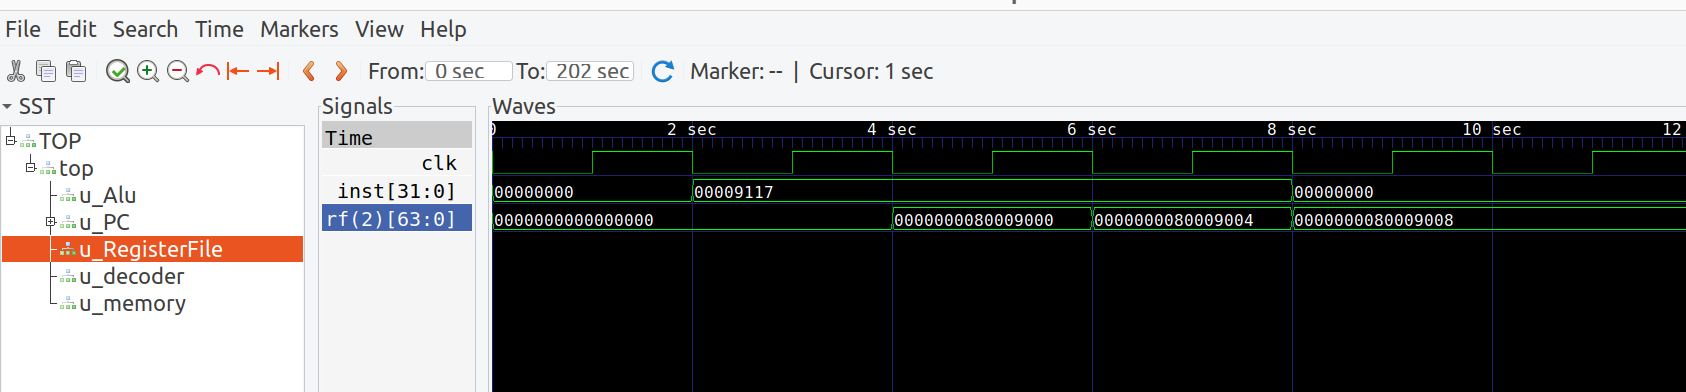 File Edit Search Time Markers View Help
From: 0 sec To: 202 sec Marker: -- | Cursor: 1 sec
SST
TOP
top
u_Alu
u_PC
u_RegisterFile
u_decoder
u_memory
Signals
Time
clk
inst[31:0]
rf(2)[63:0]
Waves
0 2 sec 4 sec 6 sec 8 sec 10 sec 12
00000000 00009117 00000000
0000000000000000 0000000080009000 0000000080009004 0000000080009008